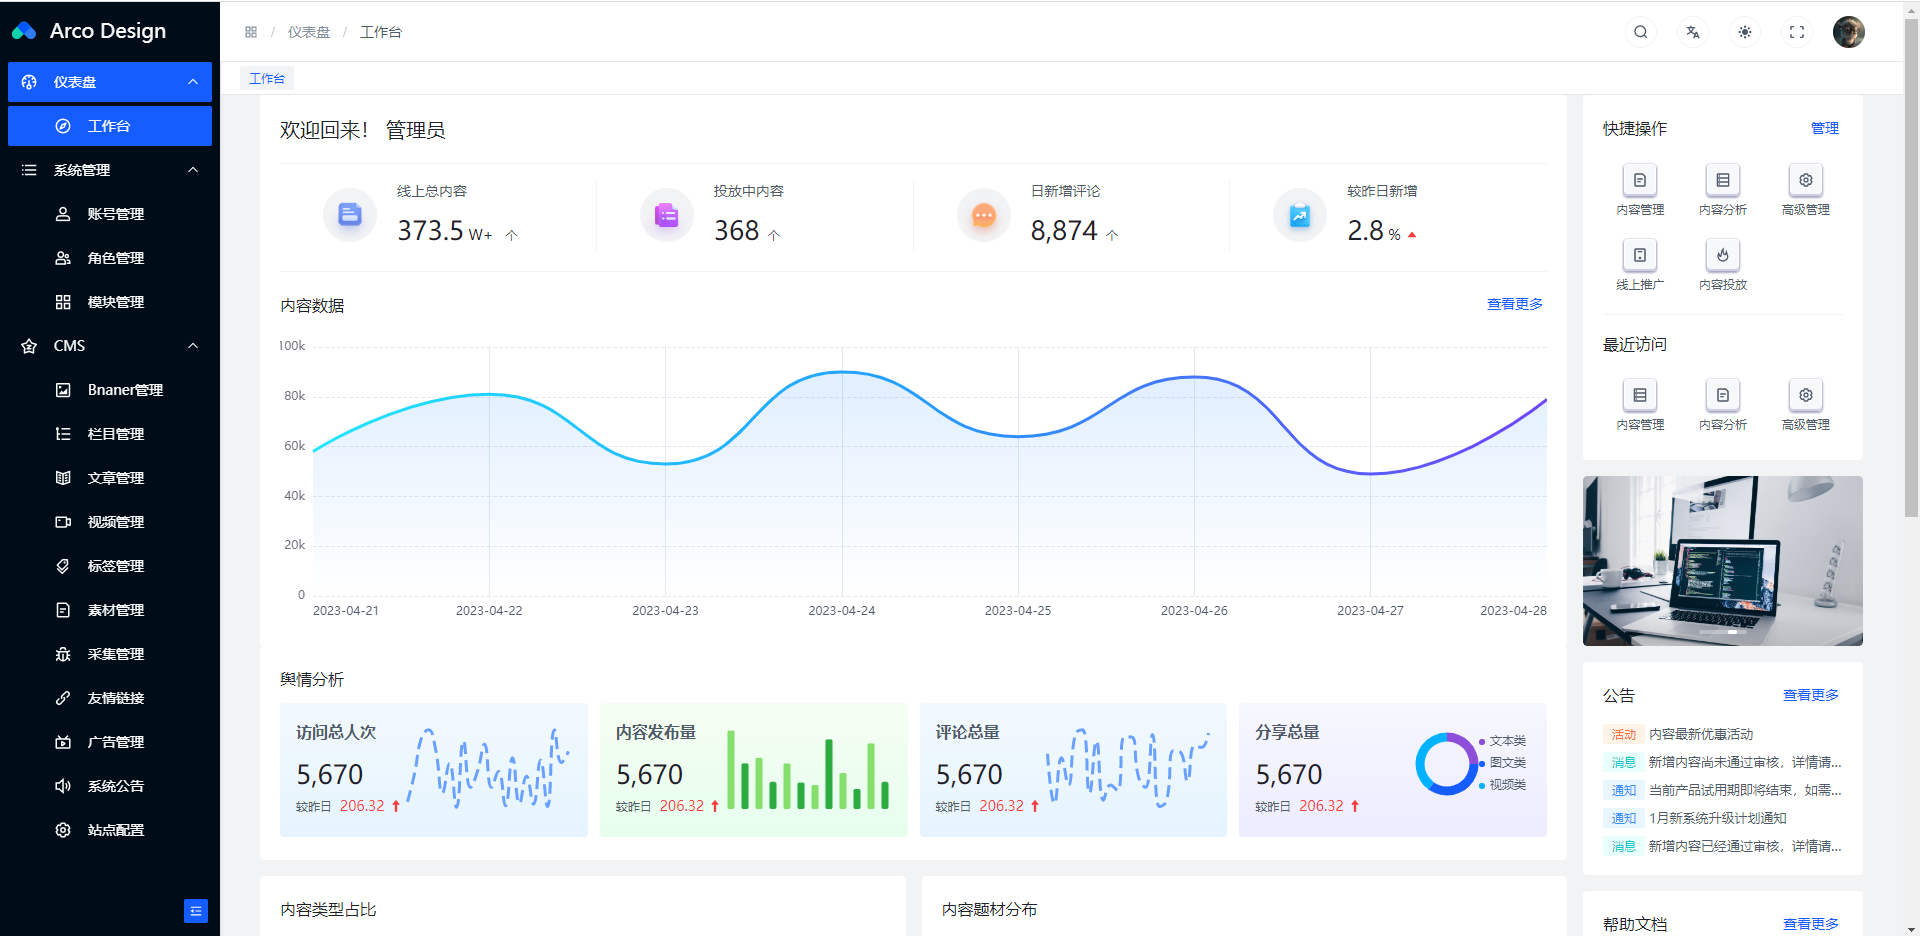 Arco Design
仪表盘
工作台
系统管理
账号管理
角色管理
模块管理
CMS
Bnaner管理
栏目管理
文章管理
视频管理
标签管理
素材管理
采集管理
友情链接
广告管理
系统公告
站点配置
/ 仪表盘 / 工作台
工作台
欢迎回来！ 管理员
线上总内容
373.5 W+
投放中内容
368
日新增评论
8,874
较昨日新增
2.8 %
内容数据
查看更多
100k
80k
60k
40k
20k
0
2023-04-21 2023-04-22 2023-04-23 2023-04-24 2023-04-25 2023-04-26 2023-04-27 2023-04-28
舆情分析
访问总人次
5,670
较昨日 206.32
内容发布量
5,670
较昨日 206.32
评论总量
5,670
较昨日 206.32
分享总量
5,670
较昨日 206.32
文本类
图文类
视频类
内容类型占比
内容题材分布
快捷操作 管理
内容管理 内容分析 高级管理
线上推广 内容投放
最近访问
内容管理 内容分析 高级管理
公告 查看更多
活动 内容最新优惠活动
消息 新增内容尚未通过审核，详情请...
通知 当前产品试用期即将结束，如需...
通知 1月新系统升级计划通知
消息 新增内容已经通过审核，详情请...
帮助文档 查看更多